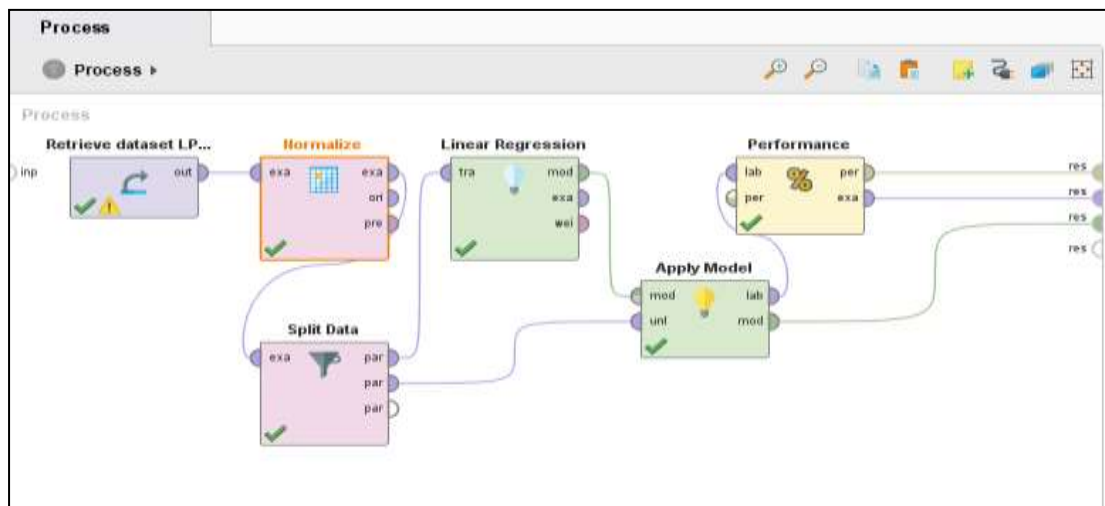 Process
Process
Process
inp
Retrieve dataset LP...
out
Normalize
exa
exa
ori
pre
Linear Regression
tra
mod
exa
wei
Performance
lab
per
per
exa
res
res
res
res
Split Data
exa
par
par
par
Apply Model
mod
unl
lab
mod